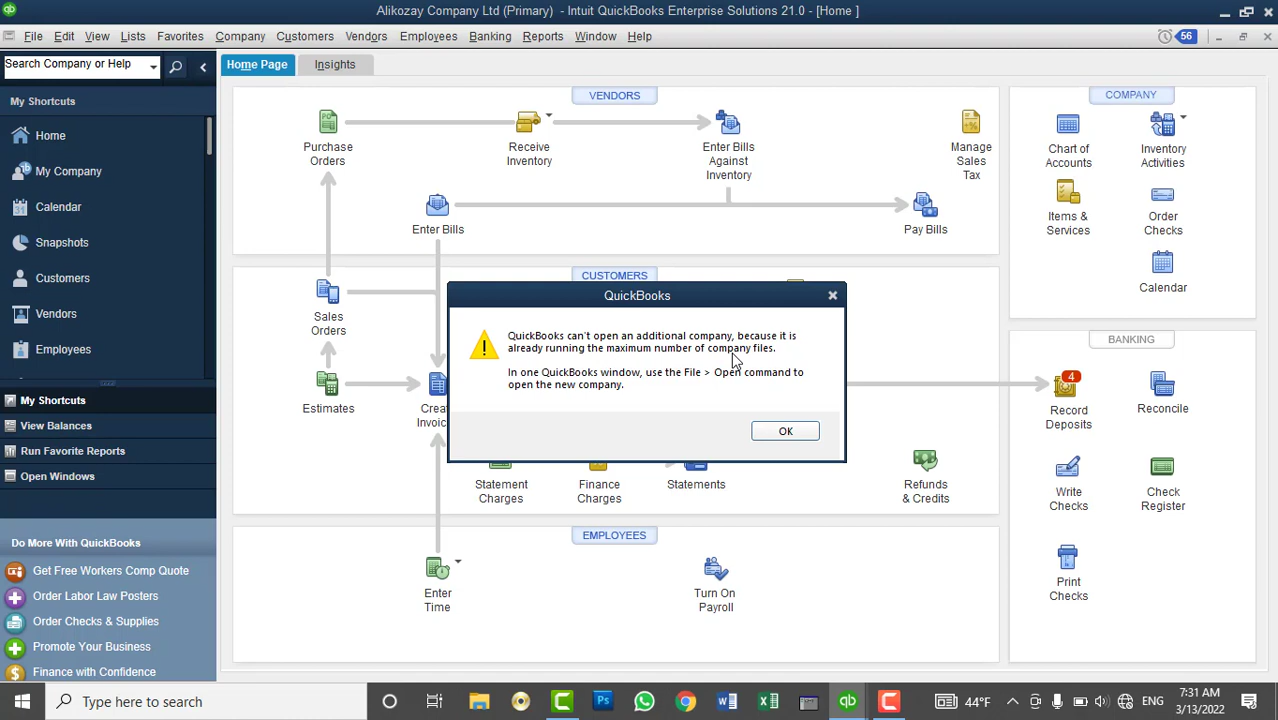 Alikozay Company Ltd (Primary) - Intuit QuickBooks Enterprise Solutions 21.0 - [Home ]
File Edit View Lists Favorites Company Customers Vendors Employees Banking Reports Window Help 56
Search Company or Help
Home Page Insights
My Shortcuts
Home
My Company
Calendar
Snapshots
Customers
Vendors
Employees
My Shortcuts
View Balances
Run Favorite Reports
Open Windows
Do More With QuickBooks
Get Free Workers Comp Quote
Order Labor Law Posters
Order Checks & Supplies
Promote Your Business
Finance with Confidence
VENDORS
Purchase
Orders
Receive
Inventory
Enter Bills
Against
Inventory
Manage
Sales
Tax
Enter Bills
Pay Bills
CUSTOMERS
Sales
Orders
Estimates
Statement
Charges
Finance
Charges
Statements
Refunds
& Credits
EMPLOYEES
Enter
Time
Turn On
Payroll
COMPANY
Chart of
Accounts
Inventory
Activities
Items &
Services
Order
Checks
Calendar
BANKING
4
Record
Deposits
Reconcile
Write
Checks
Check
Register
Print
Checks
QuickBooks
QuickBooks can't open an additional company, because it is
already running the maximum number of company files.
In one QuickBooks window, use the File > Open command to
open the new company.
OK
Type here to search
44°F
ENG
7:31 AM
3/13/2022